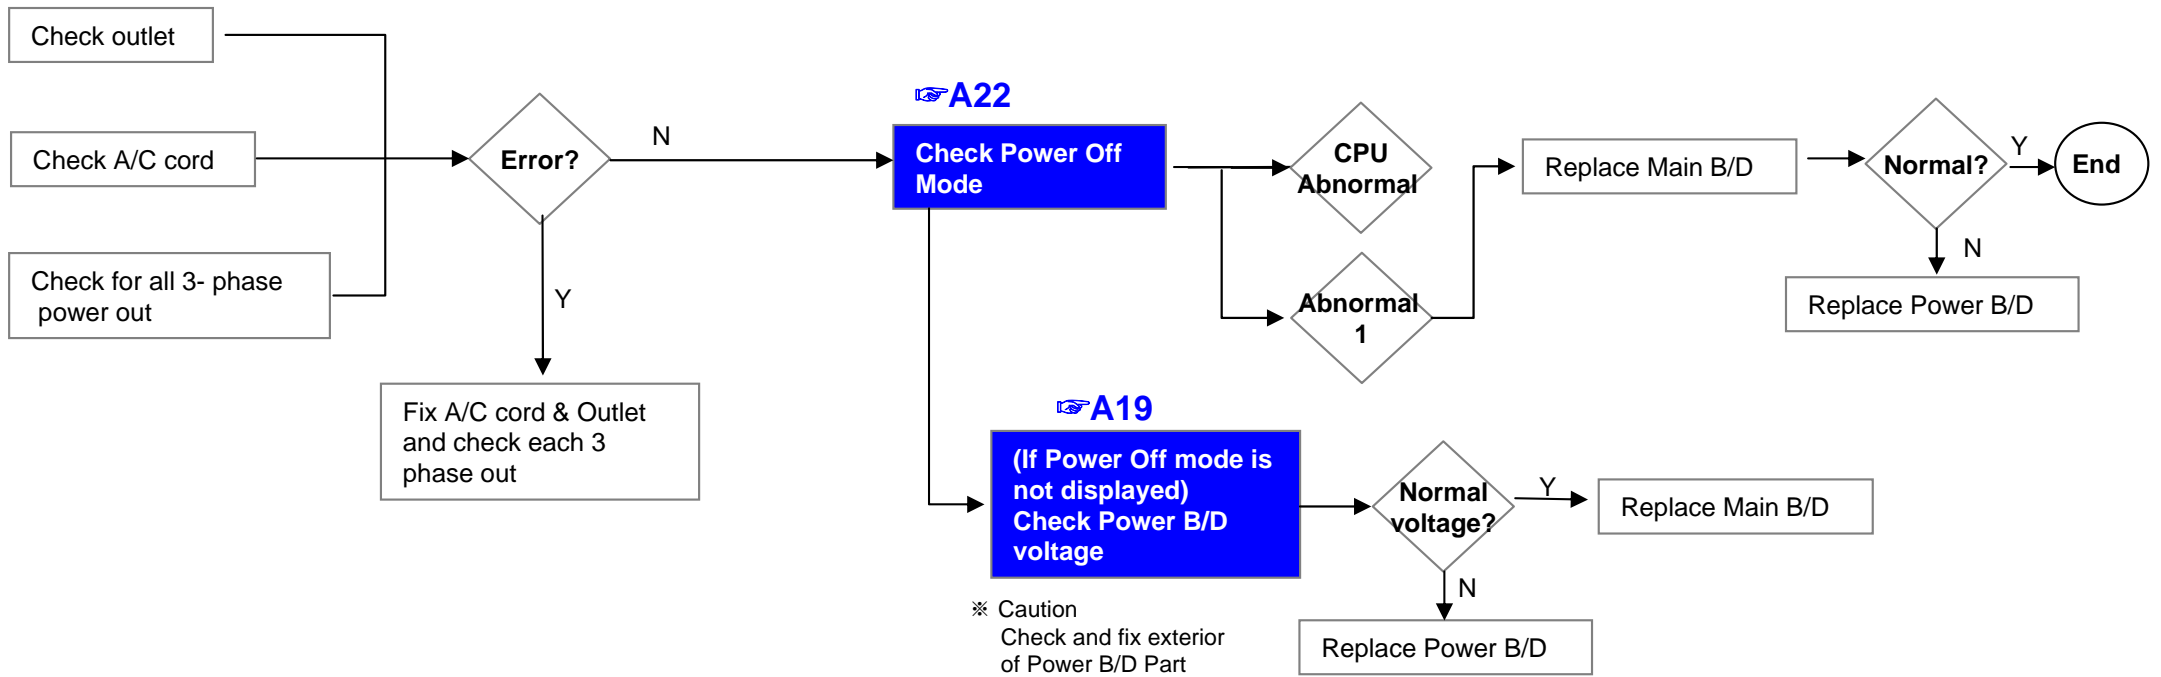 Check outlet
Check A/C cord
Check for all 3- phase
power out
Error?
N
Y
Fix A/C cord & Outlet
and check each 3
phase out
☞A22
Check Power Off
Mode
CPU
Abnormal
Abnormal
1
Replace Main B/D
Normal?
Y
End
N
Replace Power B/D
☞A19
(If Power Off mode is
not displayed)
Check Power B/D
voltage
Normal
voltage?
Y
Replace Main B/D
N
Replace Power B/D
※ Caution
Check and fix exterior
of Power B/D Part